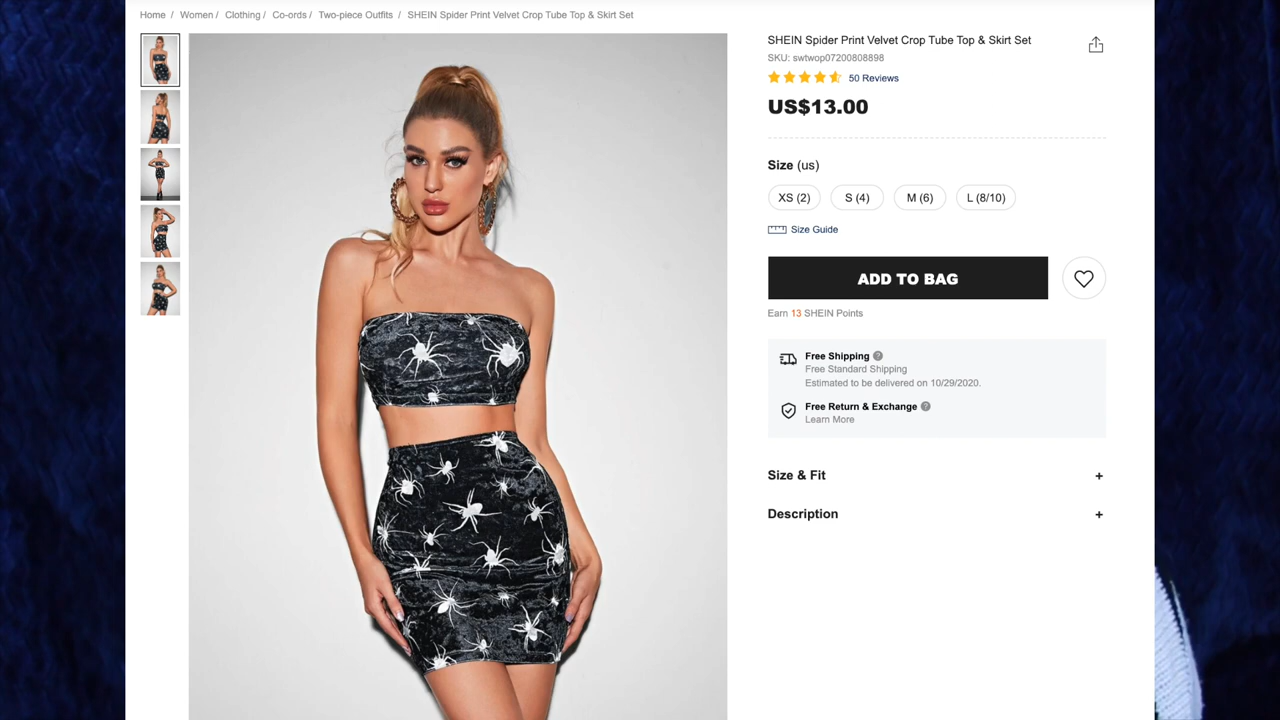 Home / Women / Clothing / Co-ords / Two-piece Outfits / SHEIN Spider Print Velvet Crop Tube Top & Skirt Set
SHEIN Spider Print Velvet Crop Tube Top & Skirt Set
SKU: swtwop07200808898
50 Reviews
US$13.00
Size (us)
XS (2) S (4) M (6) L (8/10)
Size Guide
ADD TO BAG
Earn 13 SHEIN Points
Free Shipping ?
Free Standard Shipping
Estimated to be delivered on 10/29/2020.
Free Return & Exchange ?
Learn More
Size & Fit +
Description +